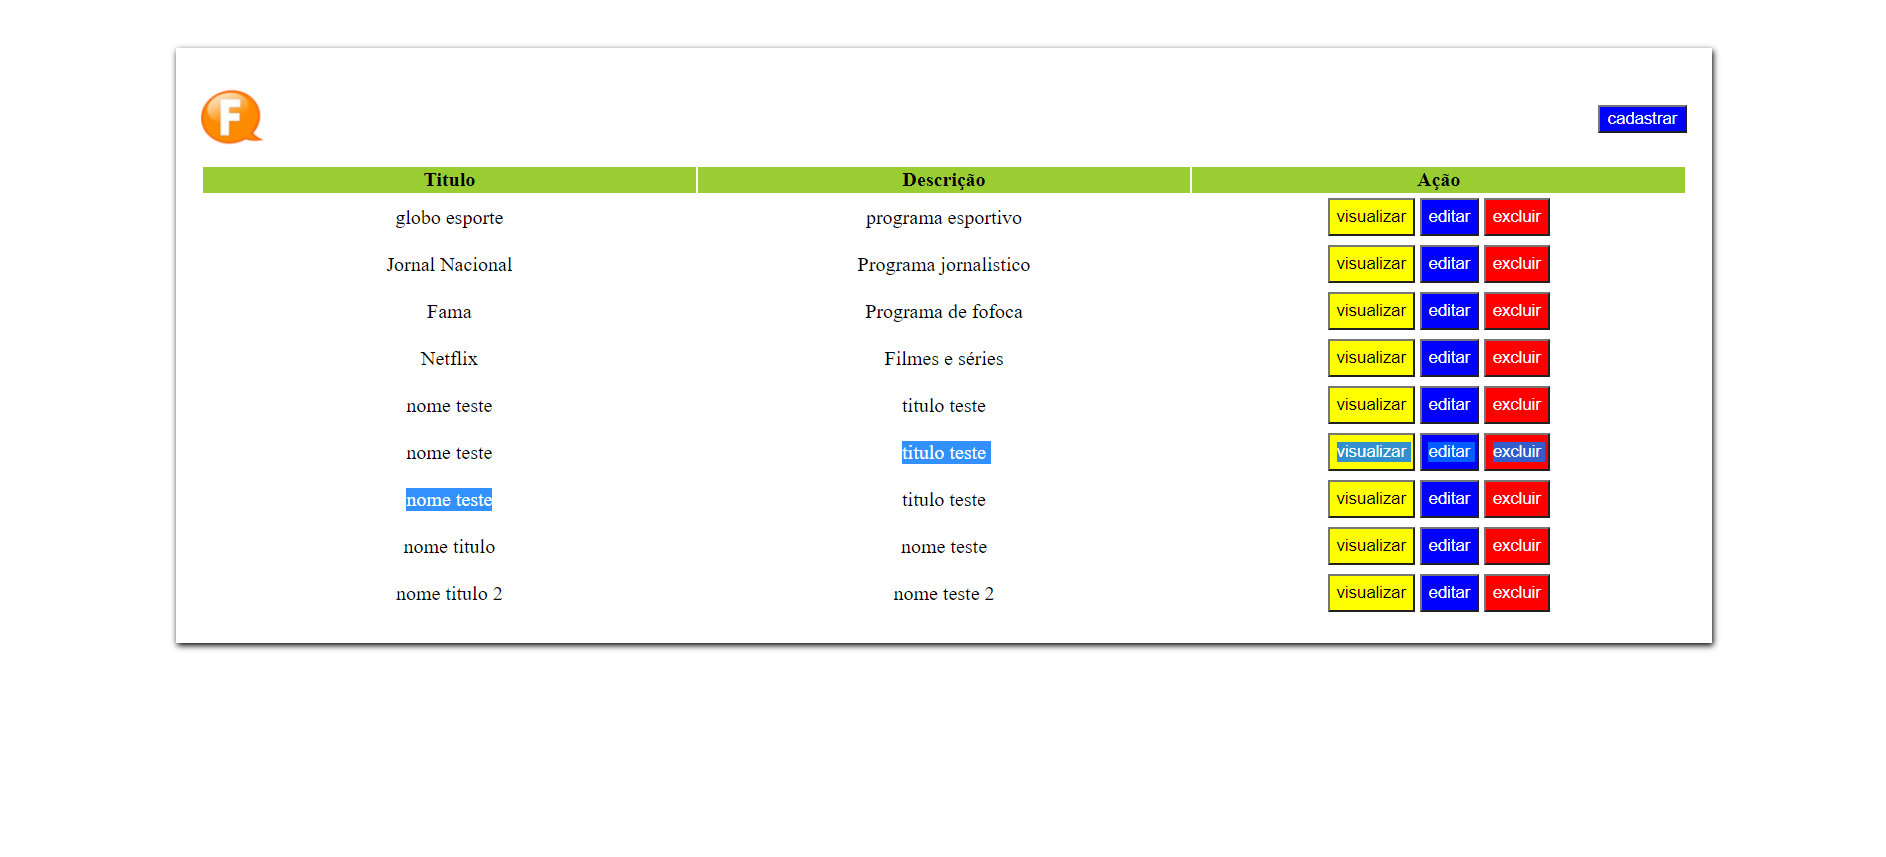 F
cadastrar
Titulo Descrição Ação
globo esporte programa esportivo visualizar editar excluir
Jornal Nacional Programa jornalistico visualizar editar excluir
Fama Programa de fofoca visualizar editar excluir
Netflix Filmes e séries visualizar editar excluir
nome teste titulo teste visualizar editar excluir
nome teste titulo teste visualizar editar excluir
nome teste titulo teste visualizar editar excluir
nome titulo nome teste visualizar editar excluir
nome titulo 2 nome teste 2 visualizar editar excluir